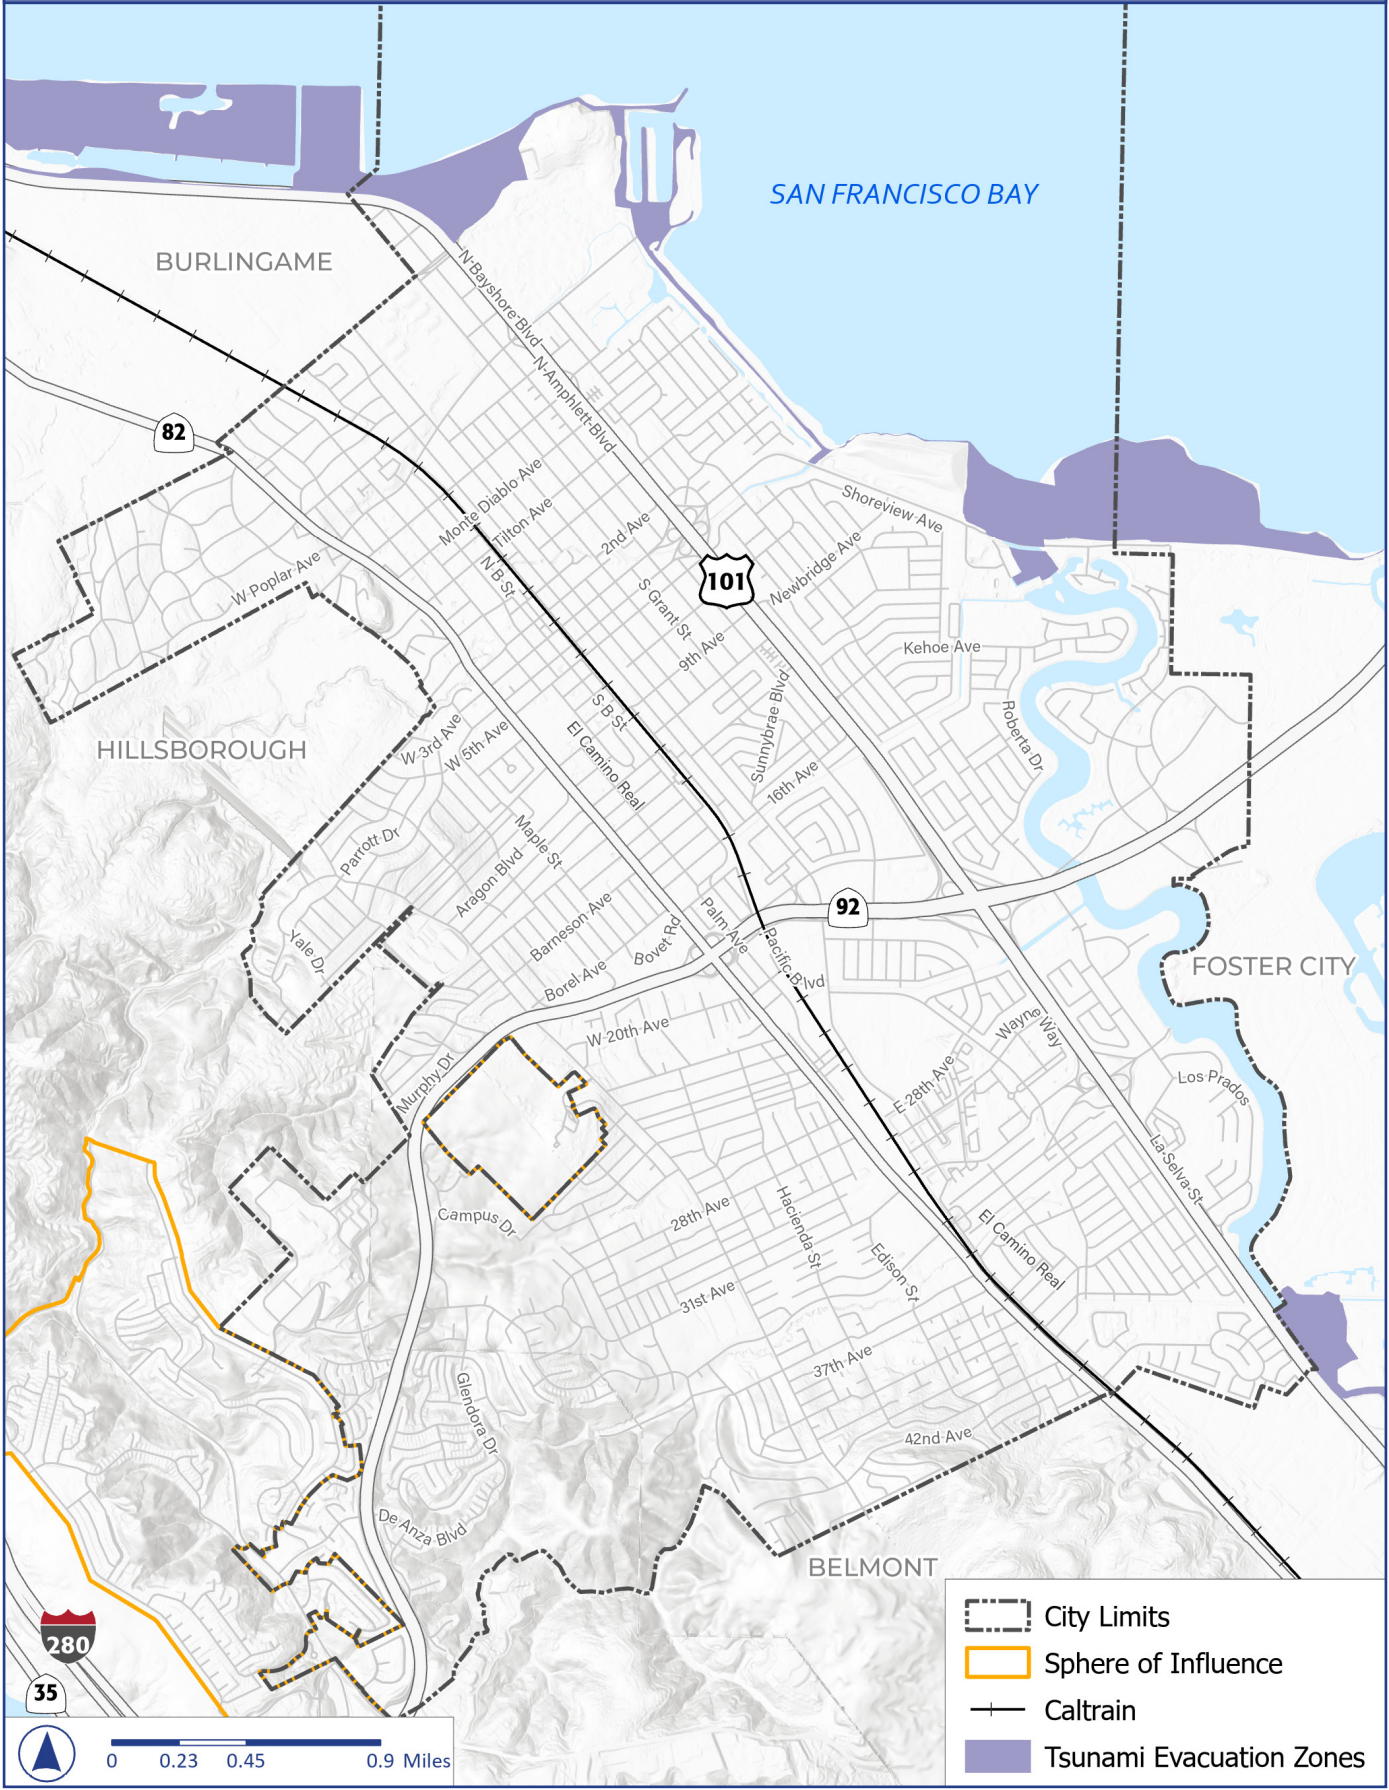 SAN FRANCISCO BAY
BURLINGAME
N Bayshore Blvd
N Amphlett Blvd
82
Monte Diablo Ave
Tilton Ave
2nd Ave
Shoreview Ave
N B St
101
Newbridge Ave
W Poplar Ave
S Grant St
9th Ave
Kehoe Ave
S B St
Sunnybrae Blvd
Roberta Dr
HILLSBOROUGH
W 3rd Ave
W 5th Ave
El Camino Real
16th Ave
Parrott Dr
Maple St
Aragon Blvd
92
Barneson Ave
Bovet Rd
Palm Ave
Yale Dr
Borel Ave
Pacific Blvd
FOSTER CITY
W 20th Ave
Wayne Way
Murphy Dr
E 28th Ave
Los Prados
La Selva St
Campus Dr
28th Ave
Hacienda St
El Camino Real
Edison St
31st Ave
37th Ave
Glendora Dr
42nd Ave
De Anza Blvd
BELMONT
280
35
City Limits
Sphere of Influence
Caltrain
Tsunami Evacuation Zones
0 0.23 0.45 0.9 Miles